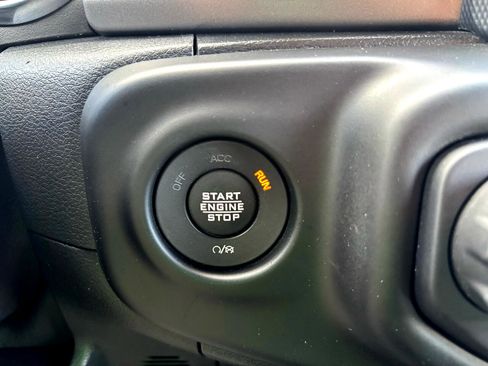 ACC
OFF
RUN
START
ENGINE
STOP